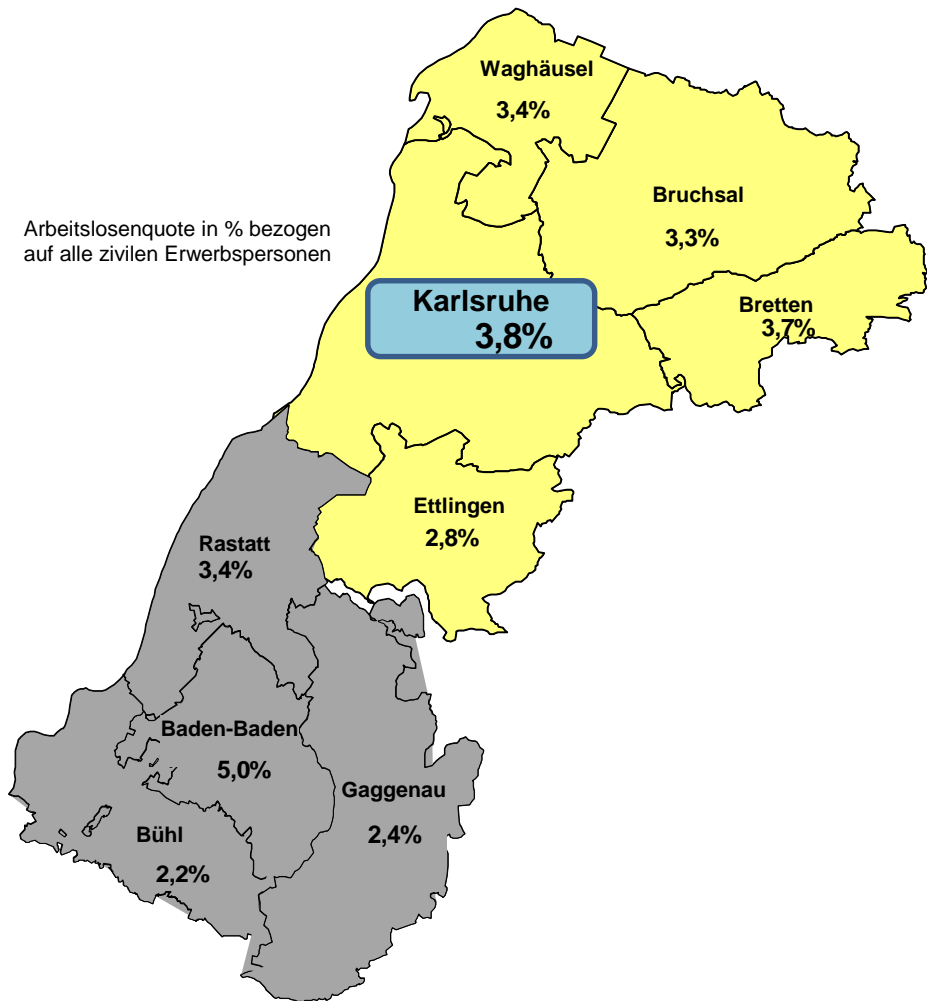 Waghäusel
3,4%
Bruchsal
3,3%
Arbeitslosenquote in % bezogen
auf alle zivilen Erwerbspersonen
Karlsruhe
3,8%
Bretten
3,7%
Ettlingen
2,8%
Rastatt
3,4%
Baden-Baden
5,0%
Gaggenau
2,4%
Bühl
2,2%